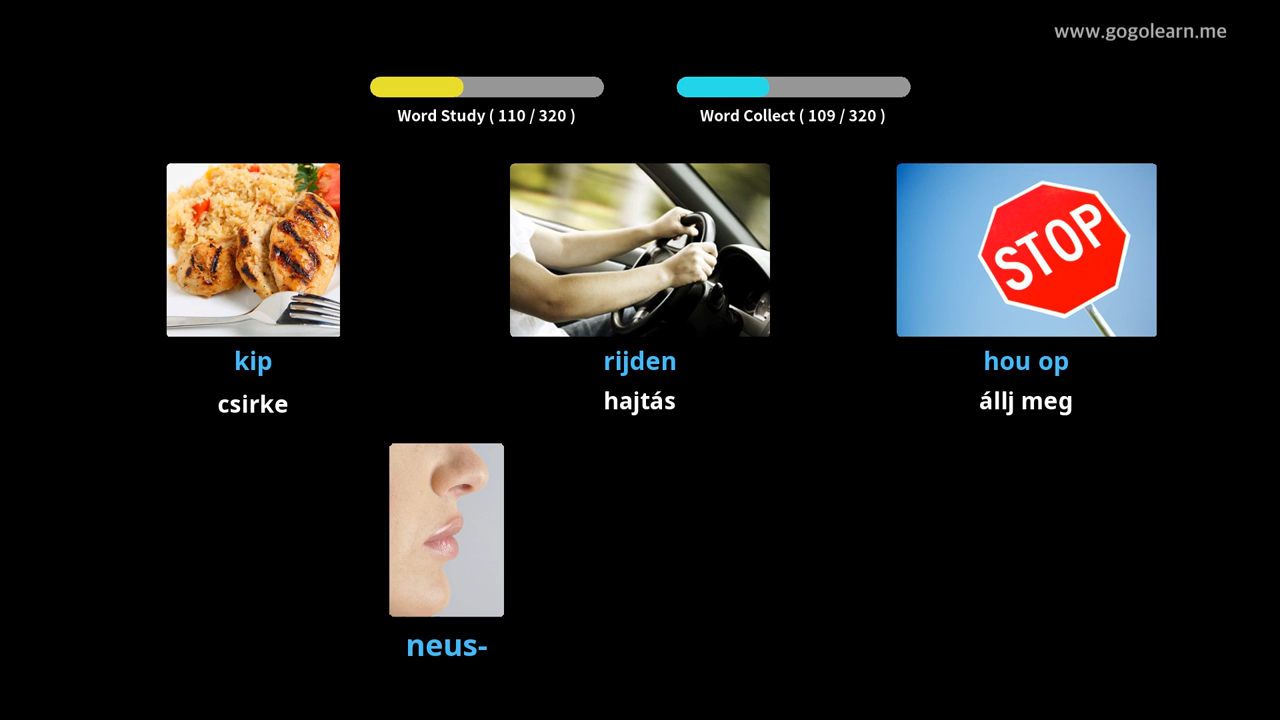 www.gogolearn.me
Word Study ( 110 / 320 )
Word Collect ( 109 / 320 )
STOP
kip
rijden
hou op
csirke
hajtás
állj meg
neus-